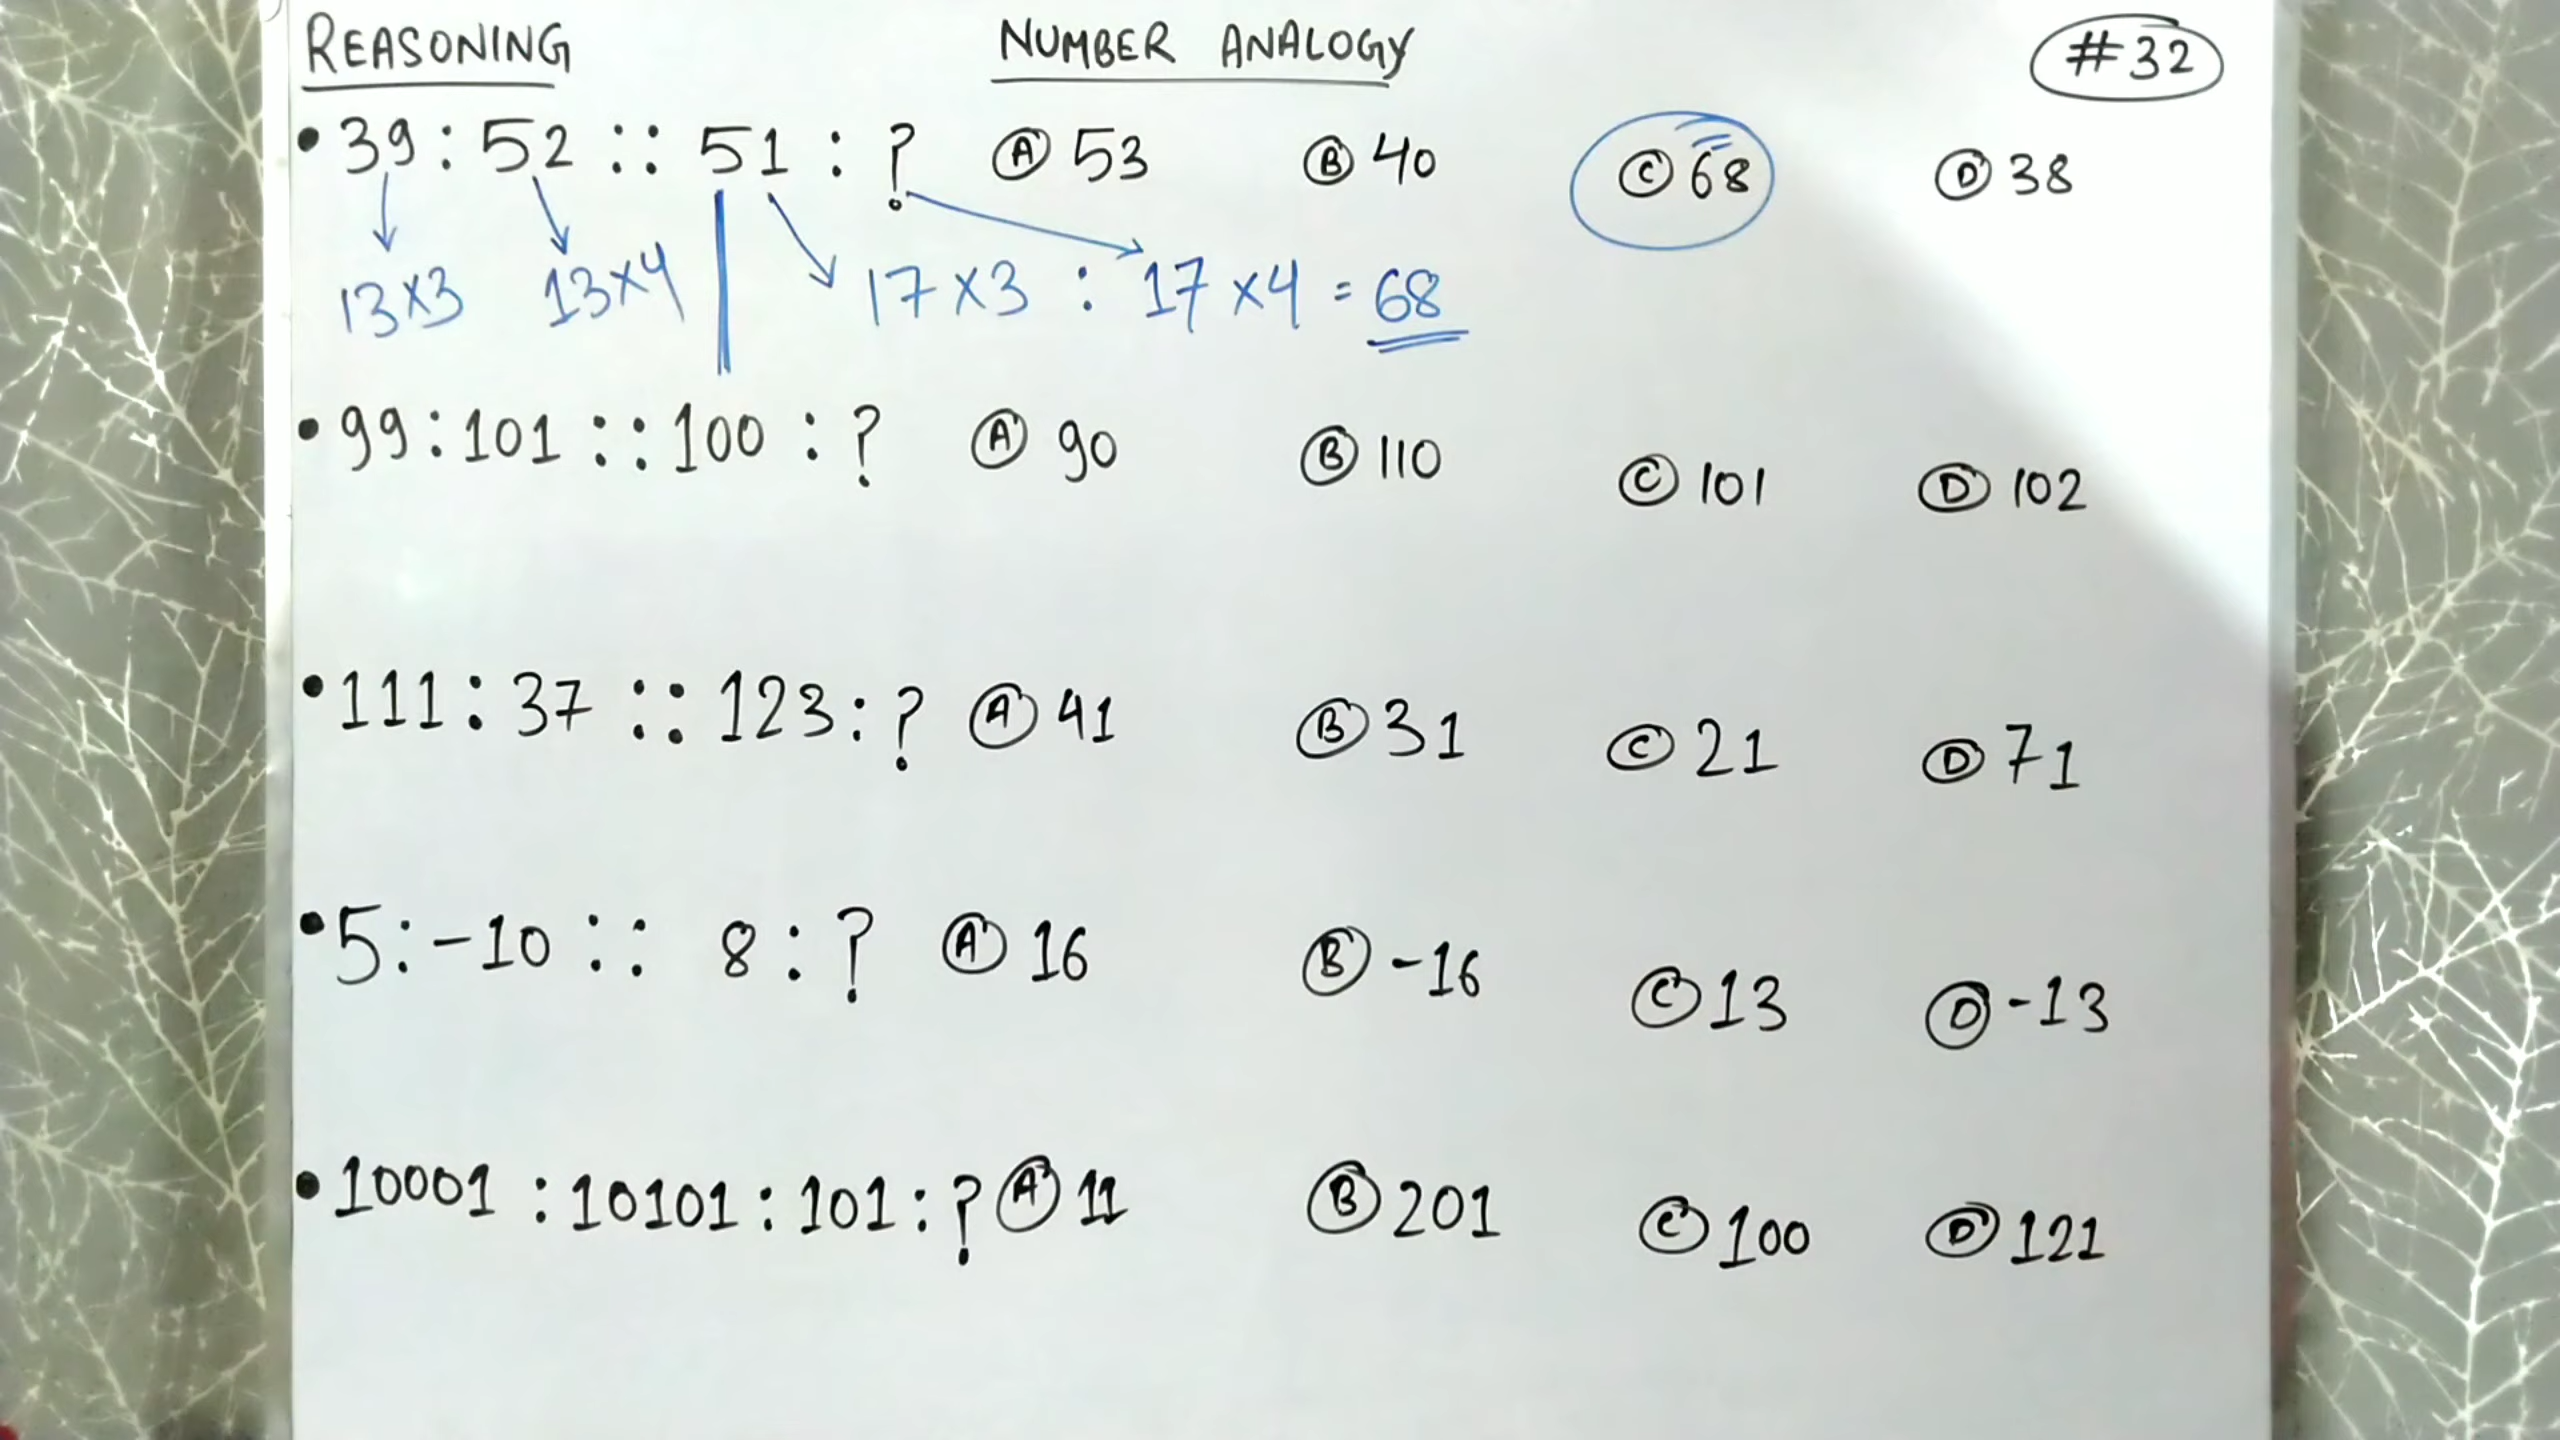 REASONING NUMBER ANALOGY #32
• 39 : 52 :: 51 : ? (A) 53 (B) 40 (C) 68 (D) 38
13×3 13×4 17×3 : 17×4 = 68
• 99 : 101 :: 100 : ? (A) 90 (B) 110 (C) 101 (D) 102
• 111 : 37 :: 123 : ? (A) 41 (B) 31 (C) 21 (D) 71
• 5 : -10 :: 8 : ? (A) 16 (B) -16 (C) 13 (D) -13
• 10001 : 10101 : 101 : ? (A) 11 (B) 201 (C) 100 (D) 121